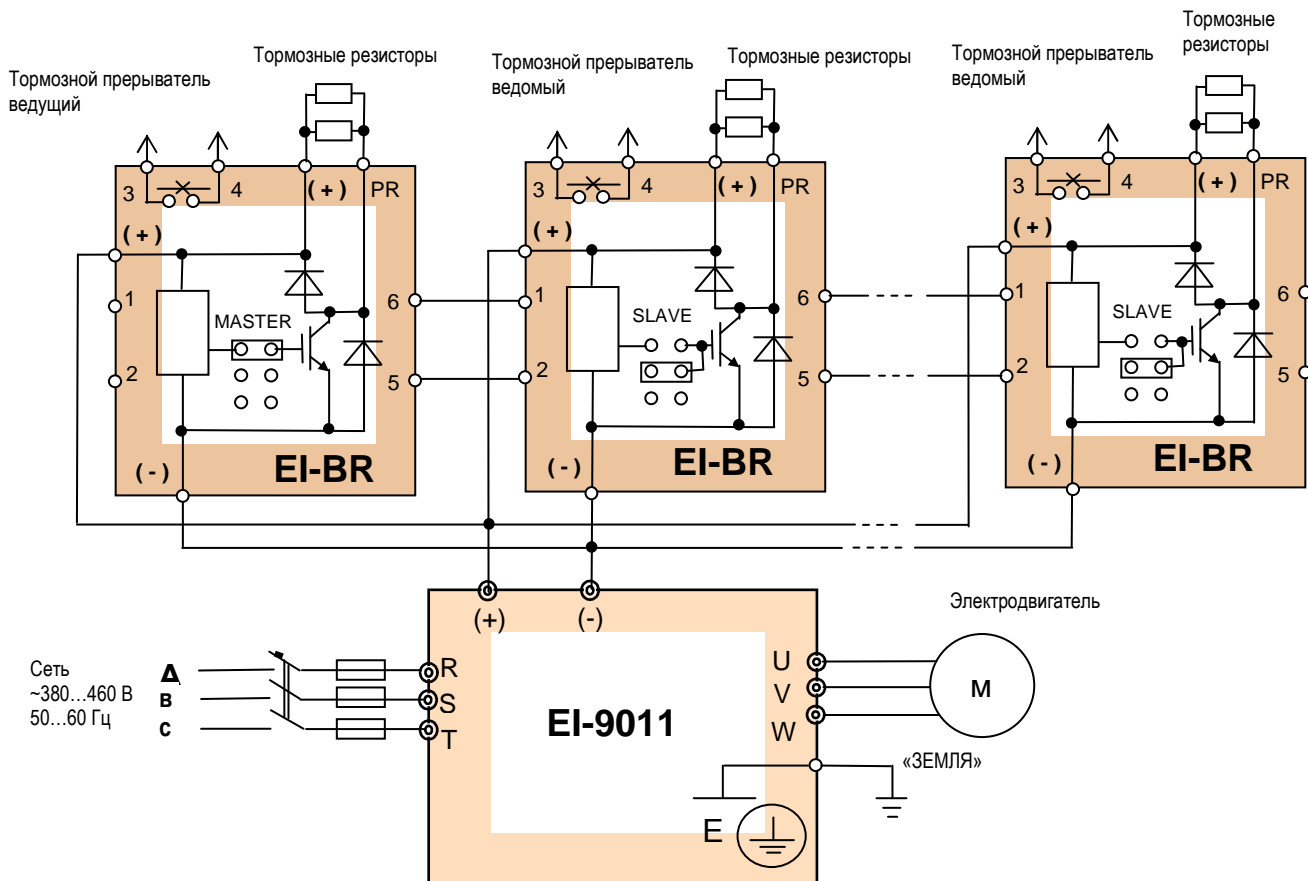 Тормозные
резисторы
Тормозные резисторы
Тормозные резисторы
Тормозной прерыватель
ведущий
Тормозной прерыватель
ведомый
Тормозной прерыватель
ведомый
3
4
(+)
PR
3
4
(+)
PR
3
4
(+)
PR
(+)
(+)
(+)
1
6
1
6
1
6
MASTER
SLAVE
SLAVE
2
5
2
5
2
5
(-)
EI-BR
(-)
EI-BR
(-)
EI-BR
(+)
(-)
Электродвигатель
Сеть
~380...460 В
50...60 Гц
A
B
C
R
S
T
EI-9011
U
V
W
M
«ЗЕМЛЯ»
E